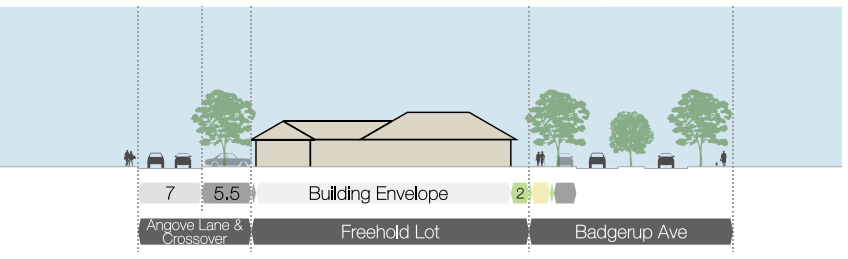 7
5.5
Building Envelope
2
Angove Lane &
Crossover
Freehold Lot
Badgerup Ave